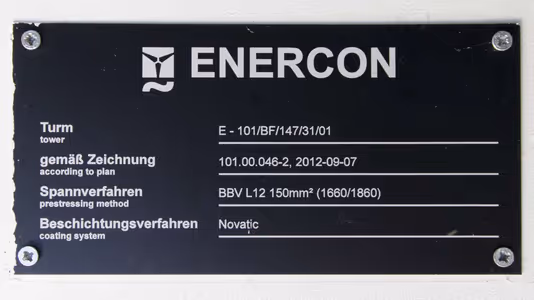 ENERCON
Turm
tower
E - 101/BF/147/31/01
gemäß Zeichnung
according to plan
101.00.046-2, 2012-09-07
Spannverfahren
prestressing method
BBV L12 150mm² (1660/1860)
Beschichtungsverfahren
coating system
Novatic